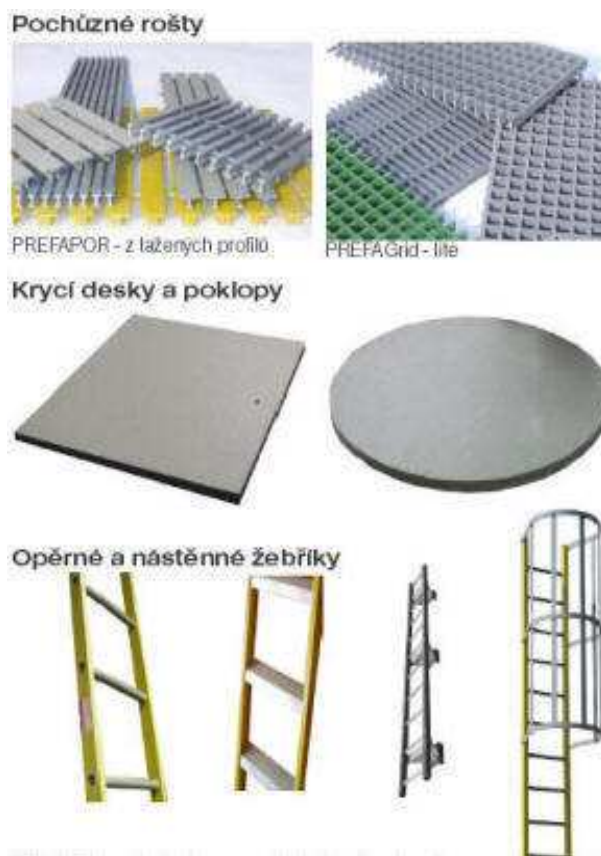 Pochůzné rošty
PREFAPOR - z tažených profilů
PREFAGrid - lité
Krycí desky a poklopy
Opěrné a nástěnné žebříky